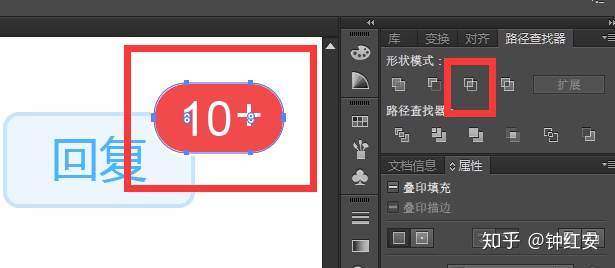 库 变换 对齐 路径查找器
形状模式：
扩展
路径查找器：
10+
回复
文档信息 属性
叠印填充
叠印描边
知乎 @钟红安